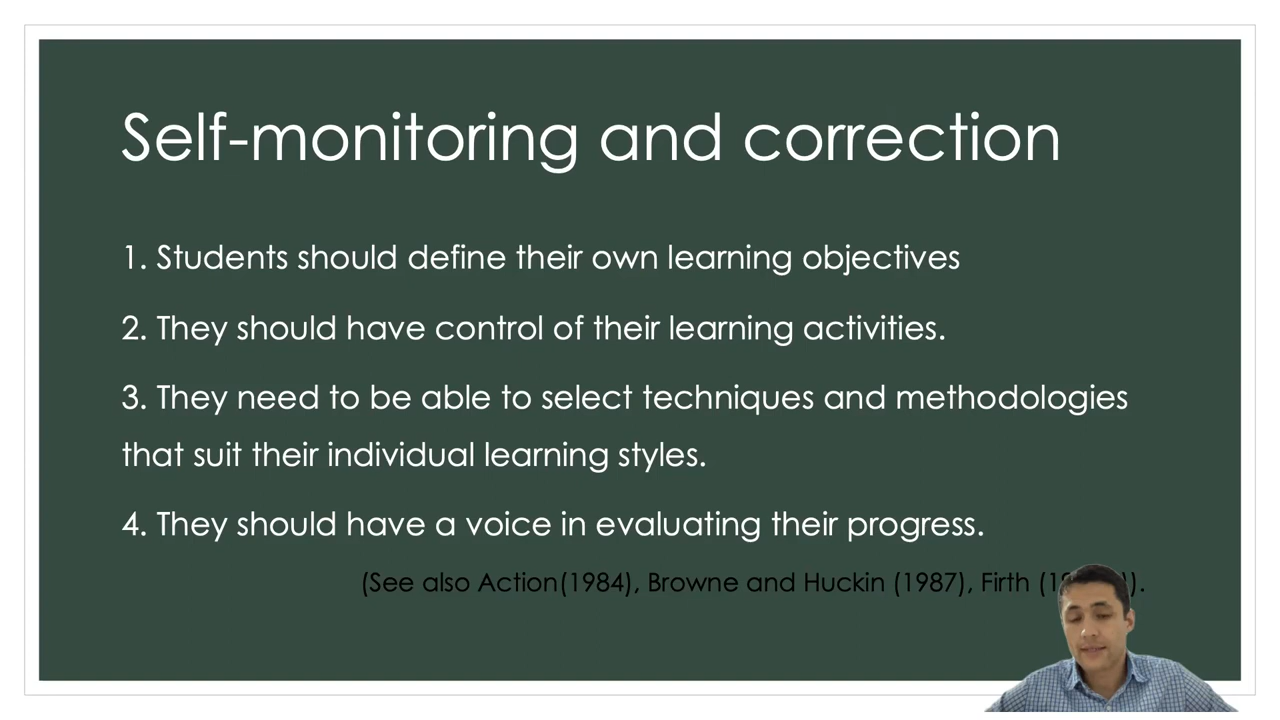 Self-monitoring and correction
1. Students should define their own learning objectives
2. They should have control of their learning activities.
3. They need to be able to select techniques and methodologies
that suit their individual learning styles.
4. They should have a voice in evaluating their progress.
(See also Action(1984), Browne and Huckin (1987), Firth